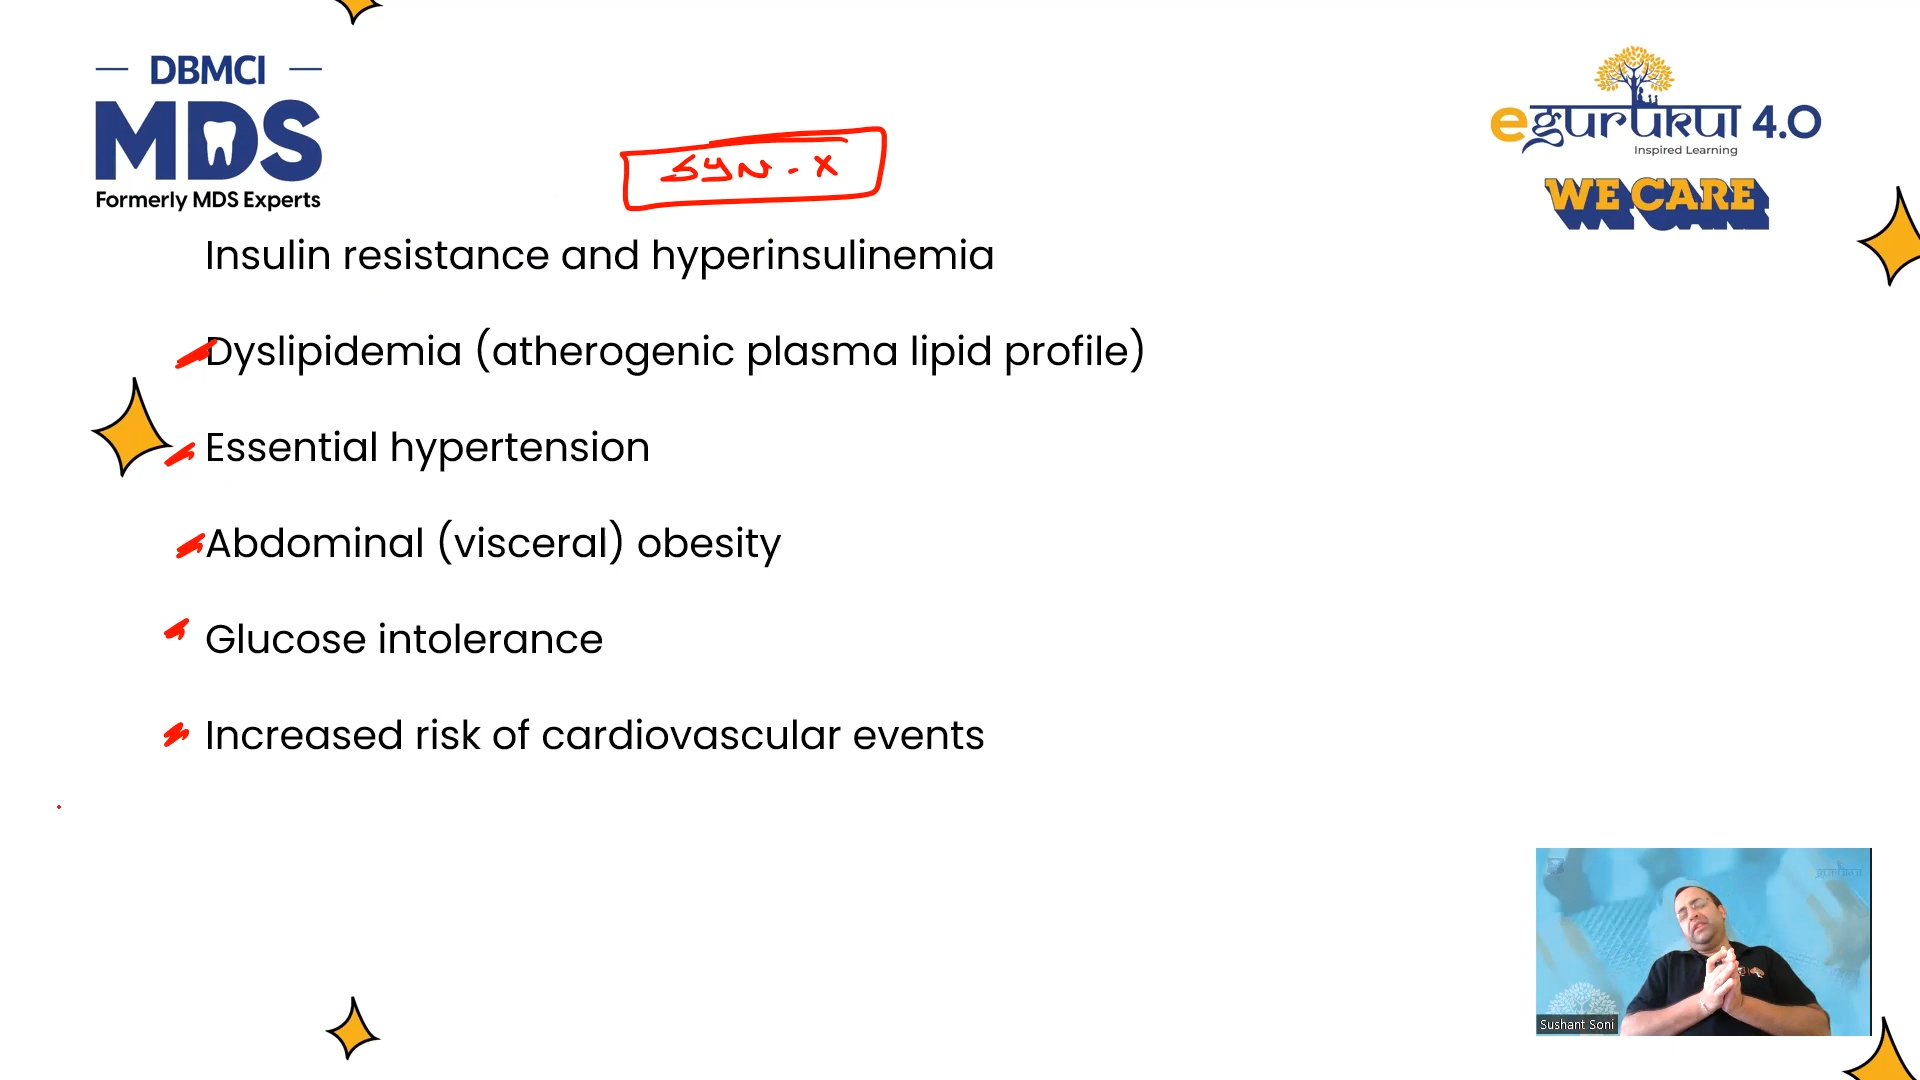 DBMCI
MDS
Formerly MDS Experts
eGurukul 4.0
Inspired Learning
WE CARE
SYN - X
Insulin resistance and hyperinsulinemia
Dyslipidemia (atherogenic plasma lipid profile)
Essential hypertension
Abdominal (visceral) obesity
Glucose intolerance
Increased risk of cardiovascular events
Sushant Soni